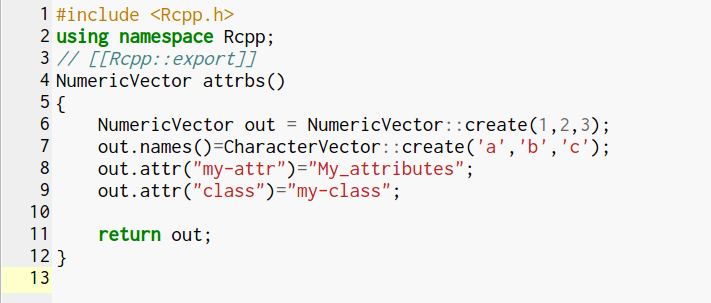 1 #include <Rcpp.h>
2 using namespace Rcpp;
3 // [[Rcpp::export]]
4 NumericVector attrbs()
5 {
6     NumericVector out = NumericVector::create(1,2,3);
7     out.names()=CharacterVector::create('a','b','c');
8     out.attr("my-attr")="My_attributes";
9     out.attr("class")="my-class";
10
11     return out;
12 }
13